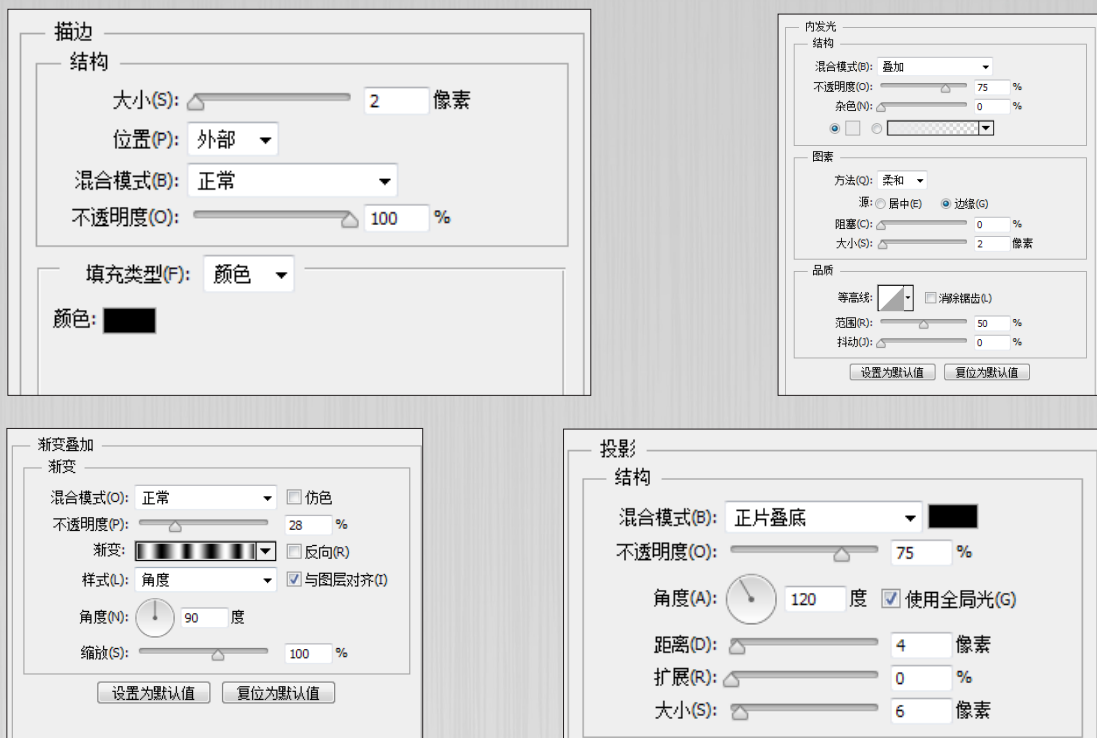 描边
结构
大小(S): 2 像素
位置(P): 外部
混合模式(B): 正常
不透明度(O): 100 %
填充类型(F): 颜色
颜色:
内发光
结构
混合模式(B): 叠加
不透明度(O): 75 %
杂色(N): 0 %
图素
方法(Q): 柔和
源: 居中(E) 边缘(G)
阻塞(C): 0 %
大小(S): 2 像素
品质
等高线: 消除锯齿(L)
范围(R): 50 %
抖动(J): 0 %
设置为默认值 复位为默认值
渐变叠加
渐变
混合模式(O): 正常 仿色
不透明度(P): 28 %
渐变: 反向(R)
样式(L): 角度 与图层对齐(I)
角度(N): 90 度
缩放(S): 100 %
设置为默认值 复位为默认值
投影
结构
混合模式(B): 正片叠底
不透明度(O): 75 %
角度(A): 120 度 使用全局光(G)
距离(D): 4 像素
扩展(R): 0 %
大小(S): 6 像素